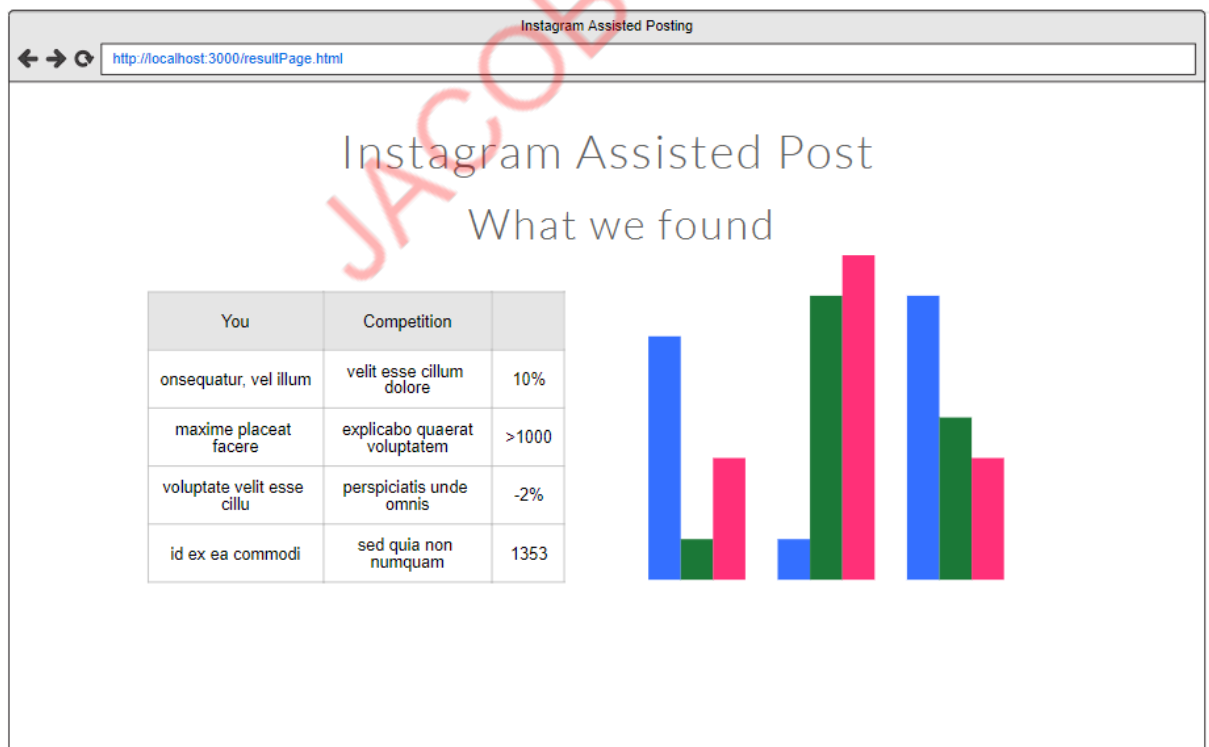 Instagram Assisted Posting
http://localhost:3000/resultPage.html
JACOB
Instagram Assisted Post
What we found
You Competition
onsequatur, vel illum velit esse cillum dolore 10%
maxime placeat facere explicabo quaerat voluptatem >1000
voluptate velit esse cillu perspiciatis unde omnis -2%
id ex ea commodi sed quia non numquam 1353